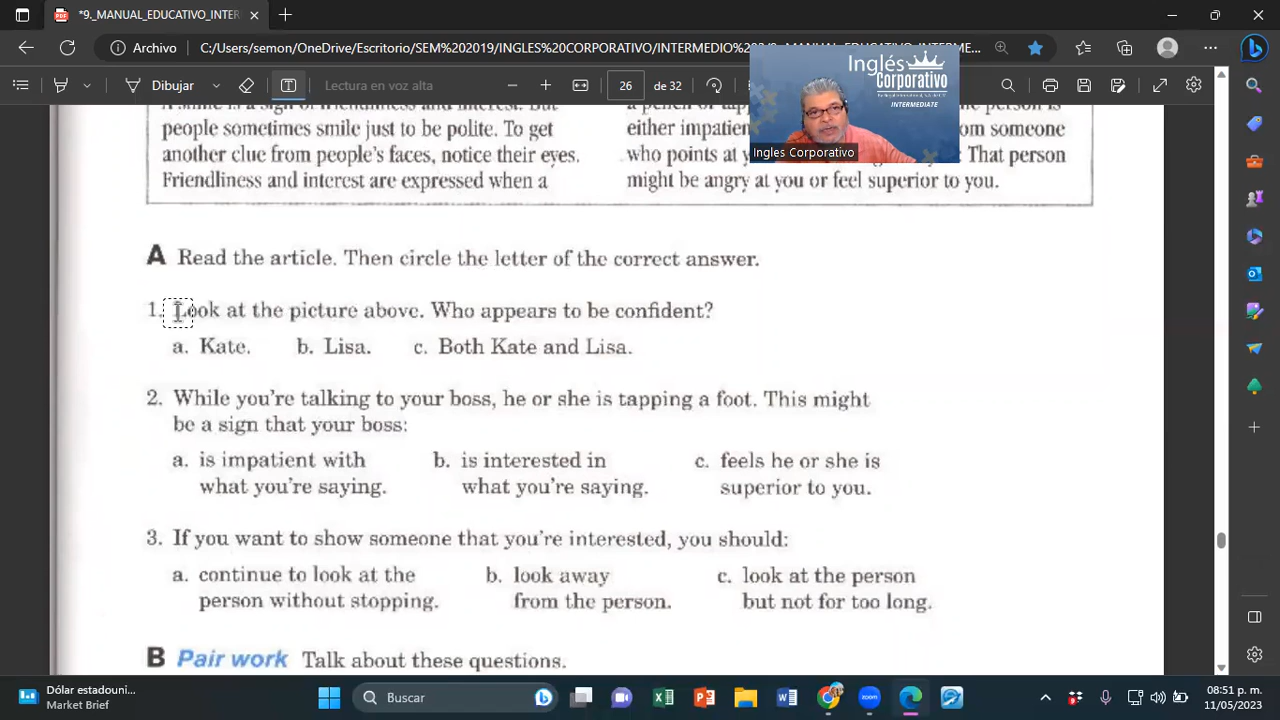 *9_MANUAL_EDUCATIVO_INTER
Archivo
C:/Users/semon/OneDrive/Escritorio/SEM%202019/INGLES%20CORPORATIVO/INTERMEDIO%20
_MANUAL_EDUCATIVO_INTERME...
Dibujar
Lectura en voz alta
26 de 32
Inglés
Corporativo
INTERMEDIATE
Ingles Corporativo
people sometimes smile just to be polite. To get
another clue from people's faces, notice their eyes.
Friendliness and interest are expressed when a
either impatien
om someone
who points at
That person
might be angry at you or feel superior to you.
A Read the article. Then circle the letter of the correct answer.
1. Look at the picture above. Who appears to be confident?
a. Kate. b. Lisa. c. Both Kate and Lisa.
2. While you're talking to your boss, he or she is tapping a foot. This might
be a sign that your boss:
a. is impatient with
what you're saying.
b. is interested in
what you're saying.
c. feels he or she is
superior to you.
3. If you want to show someone that you're interested, you should:
a. continue to look at the
person without stopping.
b. look away
from the person.
c. look at the person
but not for too long.
B Pair work Talk about these questions.
Dólar estadouni...
Market Brief
Buscar
zoom
08:51 p. m.
11/05/2023